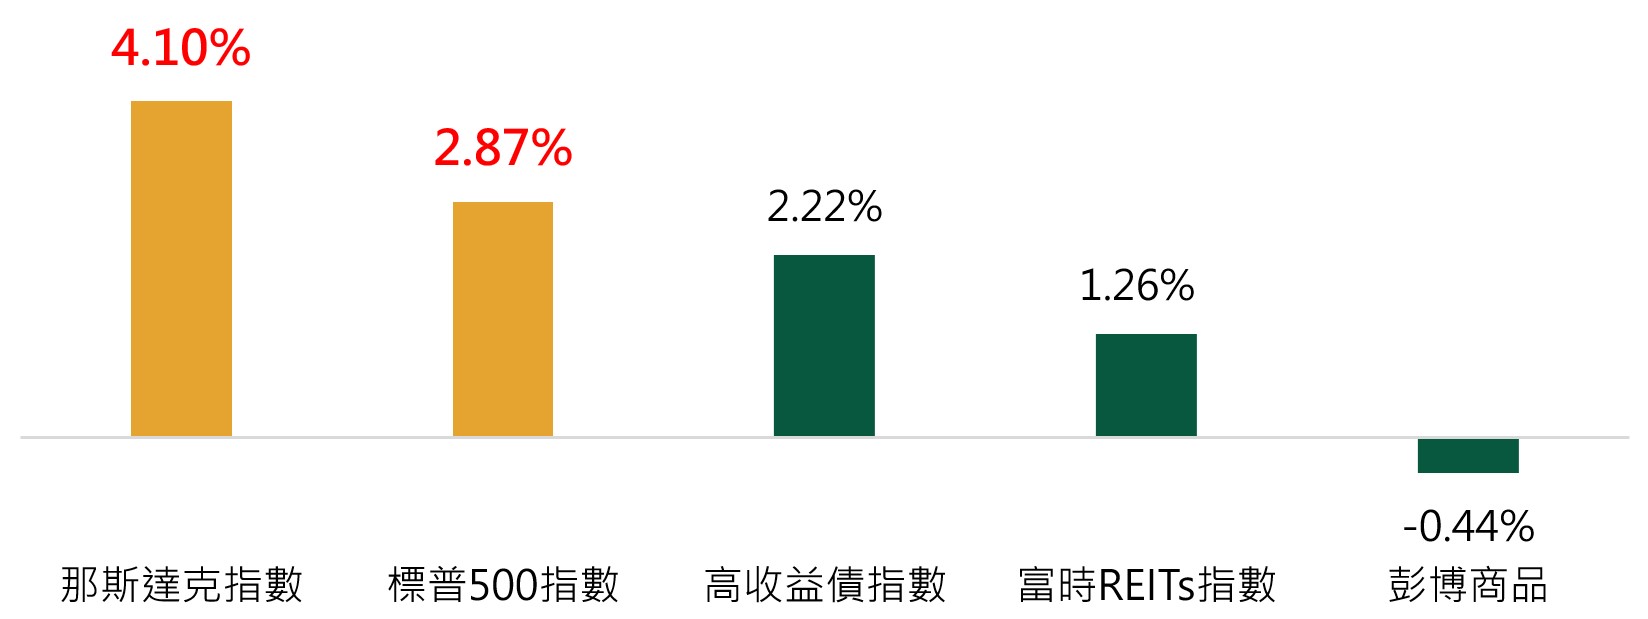 4.10%
2.87%
2.22%
1.26%
-0.44%
那斯達克指數
標普500指數
高收益債指數
富時REITs指數
彭博商品